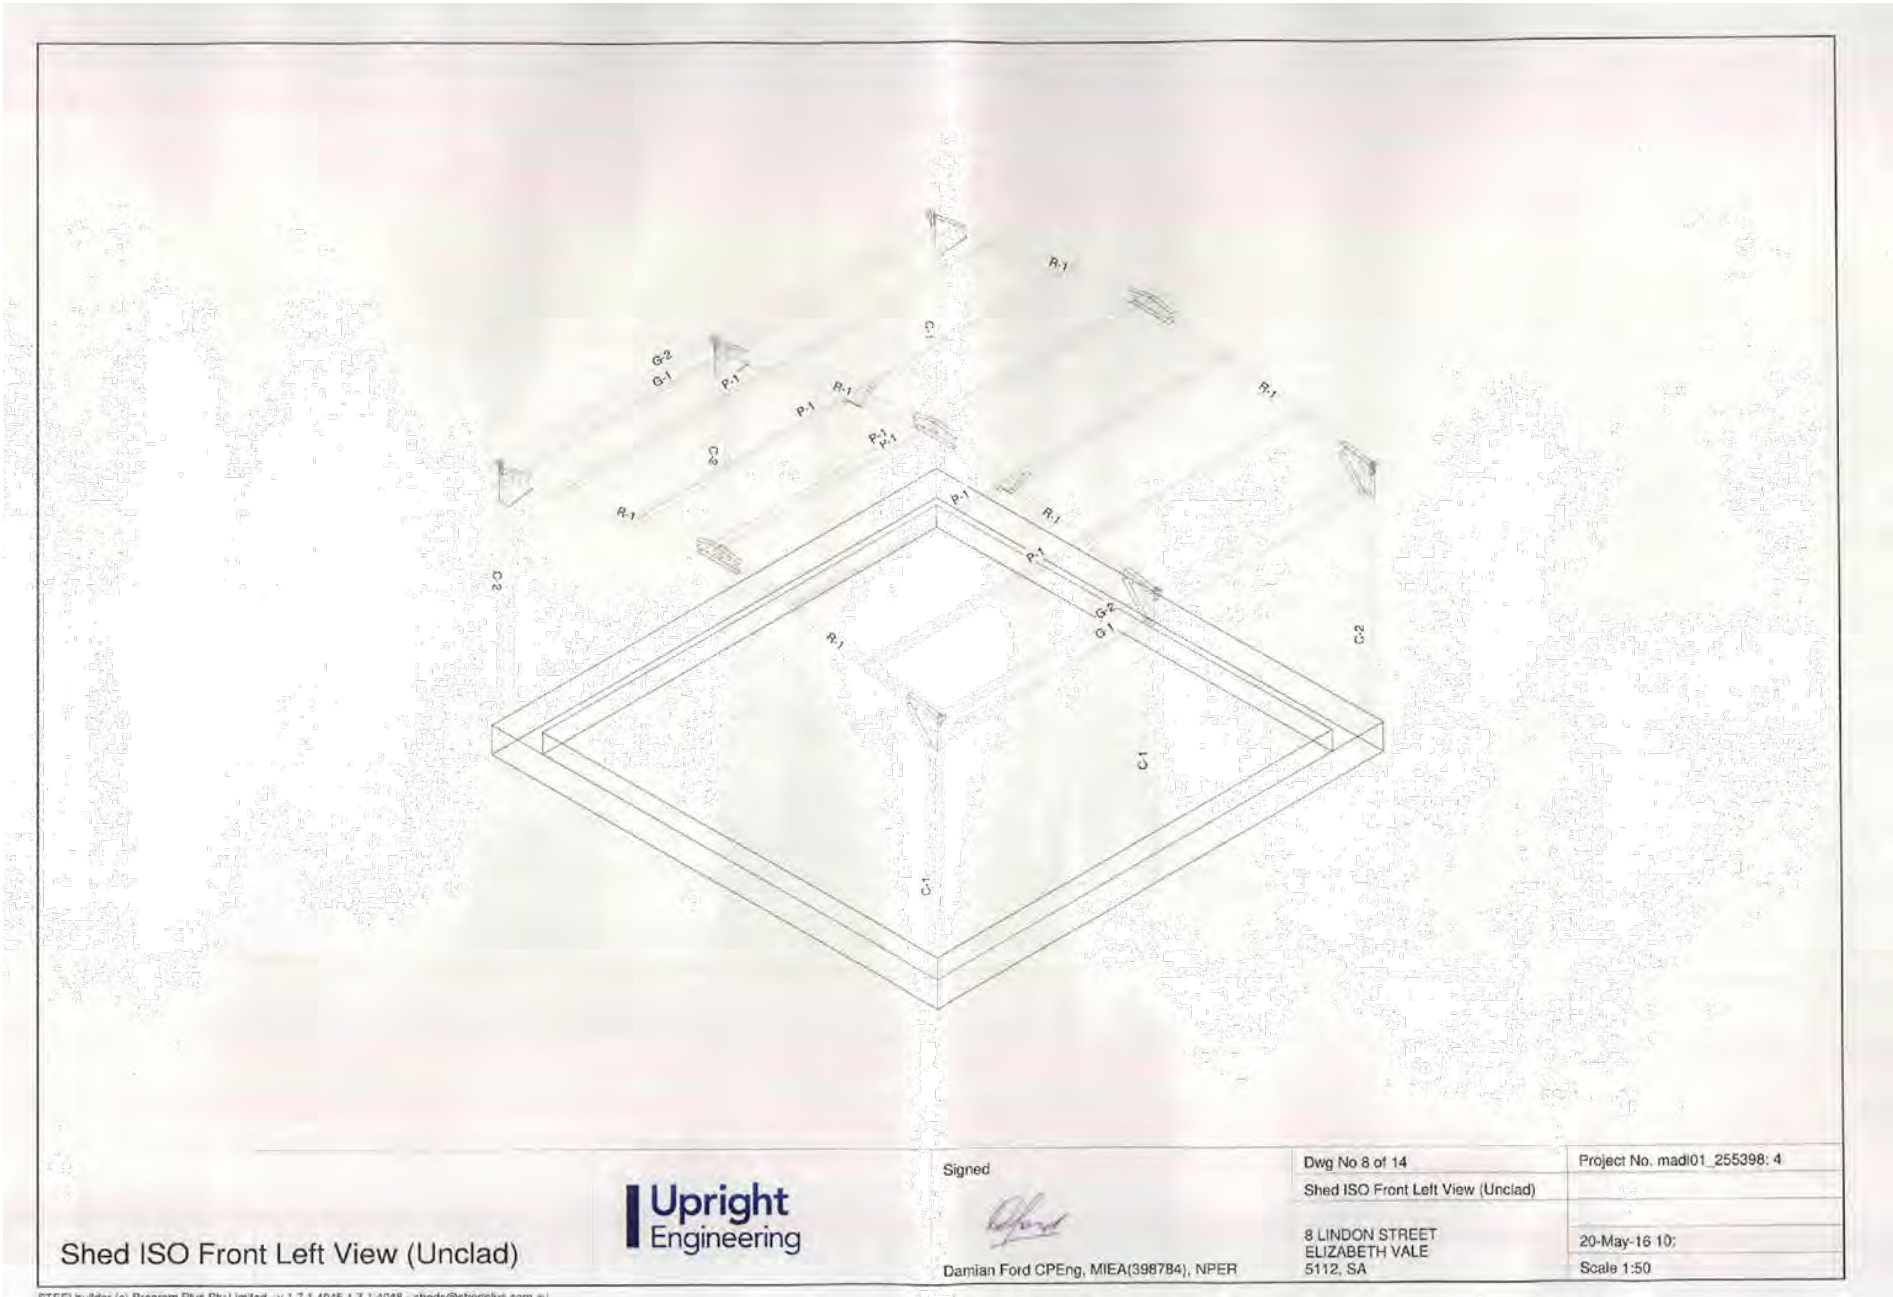 R-1
C-1
G-2
G-1
P-1
R-1
R-1
P-1
P-1
P-1
C-2
P-1
R-1
R-1
C-2
P-1
G-2
G-1
C-2
R-1
C-1
C-1
Shed ISO Front Left View (Unclad)
Upright
Engineering
Signed
Damian Ford CPEng, MIEA(398784), NPER
Dwg No 8 of 14
Shed ISO Front Left View (Unclad)
8 LINDON STREET
ELIZABETH VALE
5112, SA
Project No. madl01_255398: 4
20-May-16 10:
Scale 1:50